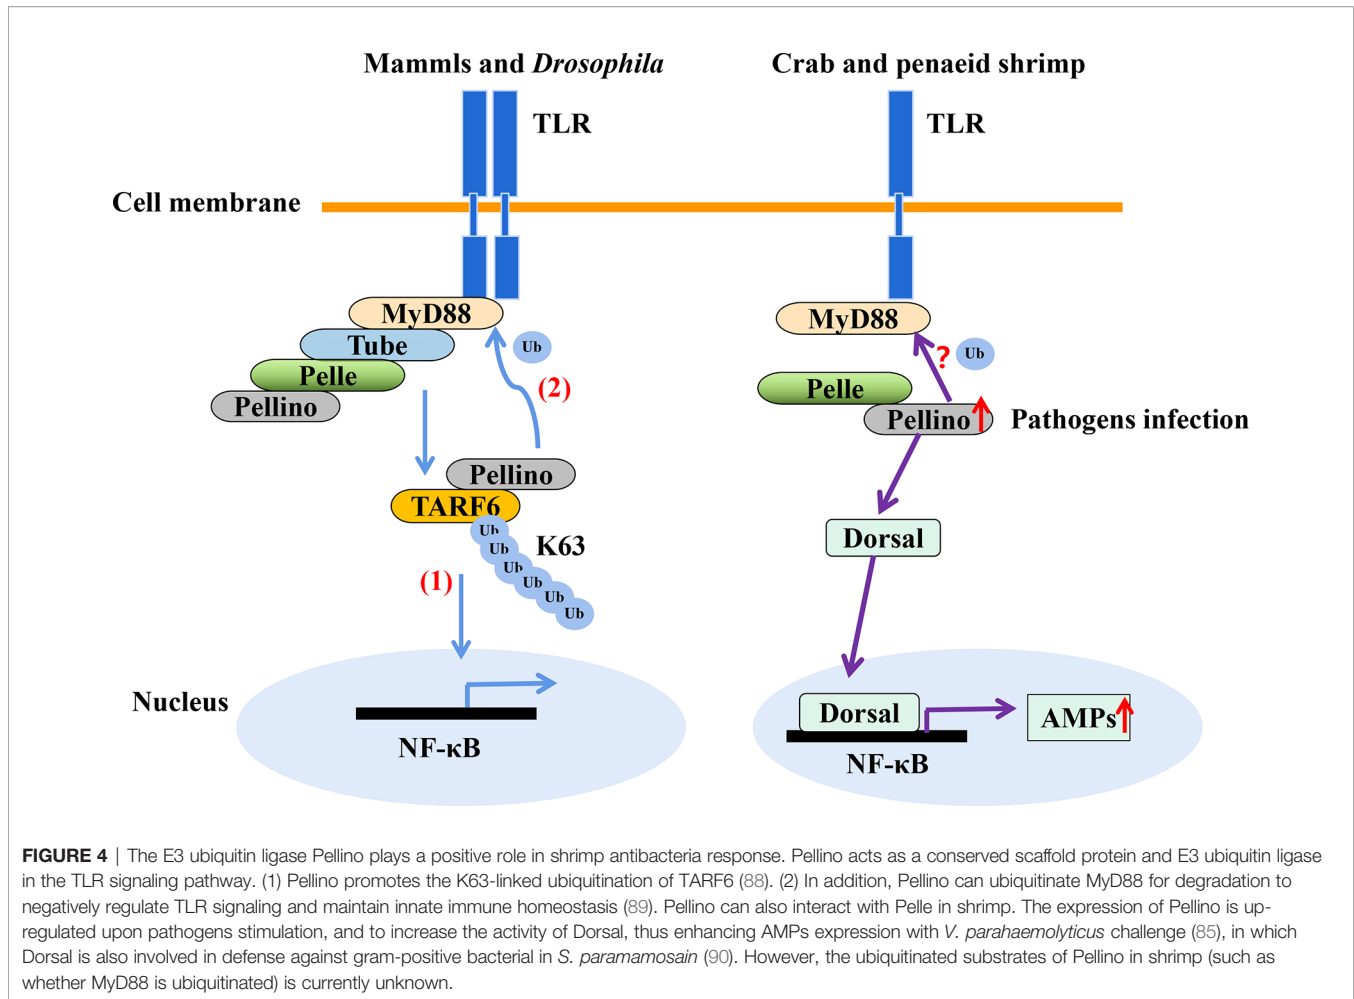 Mammls and Drosophila
Crab and penaeid shrimp
TLR
TLR
Cell membrane
MyD88
Tube
Pelle
Pellino
Ub
(2)
Pellino
TARF6
Ub
Ub
Ub
Ub
Ub
Ub
K63
(1)
Nucleus
NF-κB
MyD88
?
Ub
Pelle
Pellino
Pathogens infection
Dorsal
Dorsal
AMPs
NF-κB
FIGURE 4 | The E3 ubiquitin ligase Pellino plays a positive role in shrimp antibacteria response. Pellino acts as a conserved scaffold protein and E3 ubiquitin ligase
in the TLR signaling pathway. (1) Pellino promotes the K63-linked ubiquitination of TARF6 (88). (2) In addition, Pellino can ubiquitinate MyD88 for degradation to
negatively regulate TLR signaling and maintain innate immune homeostasis (89). Pellino can also interact with Pelle in shrimp. The expression of Pellino is up-
regulated upon pathogens stimulation, and to increase the activity of Dorsal, thus enhancing AMPs expression with V. parahaemolyticus challenge (85), in which
Dorsal is also involved in defense against gram-positive bacterial in S. paramamosain (90). However, the ubiquitinated substrates of Pellino in shrimp (such as
whether MyD88 is ubiquitinated) is currently unknown.